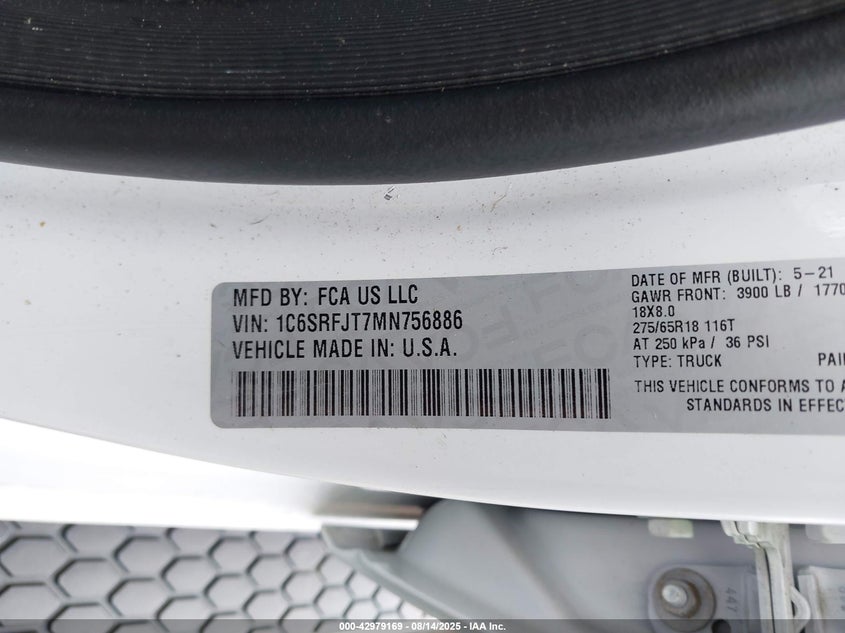 MFD BY: FCA US LLC
VIN: 1C6SRFJT7MN756886
VEHICLE MADE IN: U.S.A.
DATE OF MFR (BUILT): 5-21
GAWR FRONT: 3900 LB / 1770
18X8.0
275/65R18 116T
AT 250 kPa / 36 PSI
TYPE: TRUCK PAI
THIS VEHICLE CONFORMS TO A
STANDARDS IN EFFEC
447
000-42979169 - 08/14/2025 - IAA Inc.